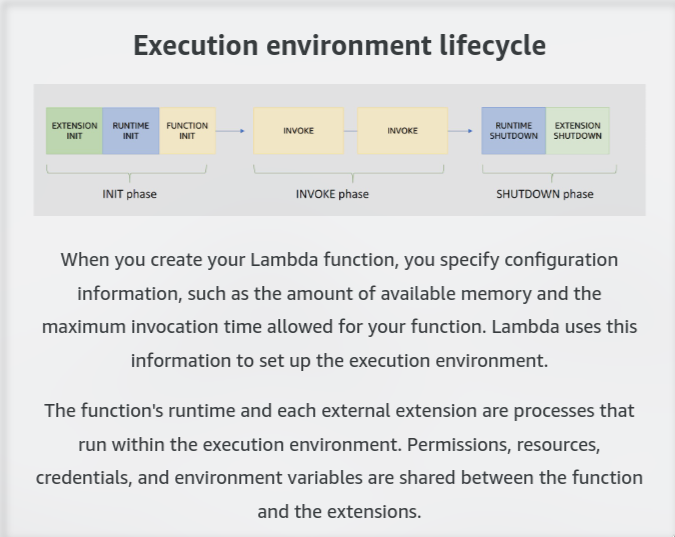 Execution environment lifecycle
EXTENSION INIT
RUNTIME INIT
FUNCTION INIT
INVOKE
INVOKE
RUNTIME SHUTDOWN
EXTENSION SHUTDOWN
INIT phase
INVOKE phase
SHUTDOWN phase
When you create your Lambda function, you specify configuration
information, such as the amount of available memory and the
maximum invocation time allowed for your function. Lambda uses this
information to set up the execution environment.
The function's runtime and each external extension are processes that
run within the execution environment. Permissions, resources,
credentials, and environment variables are shared between the function
and the extensions.